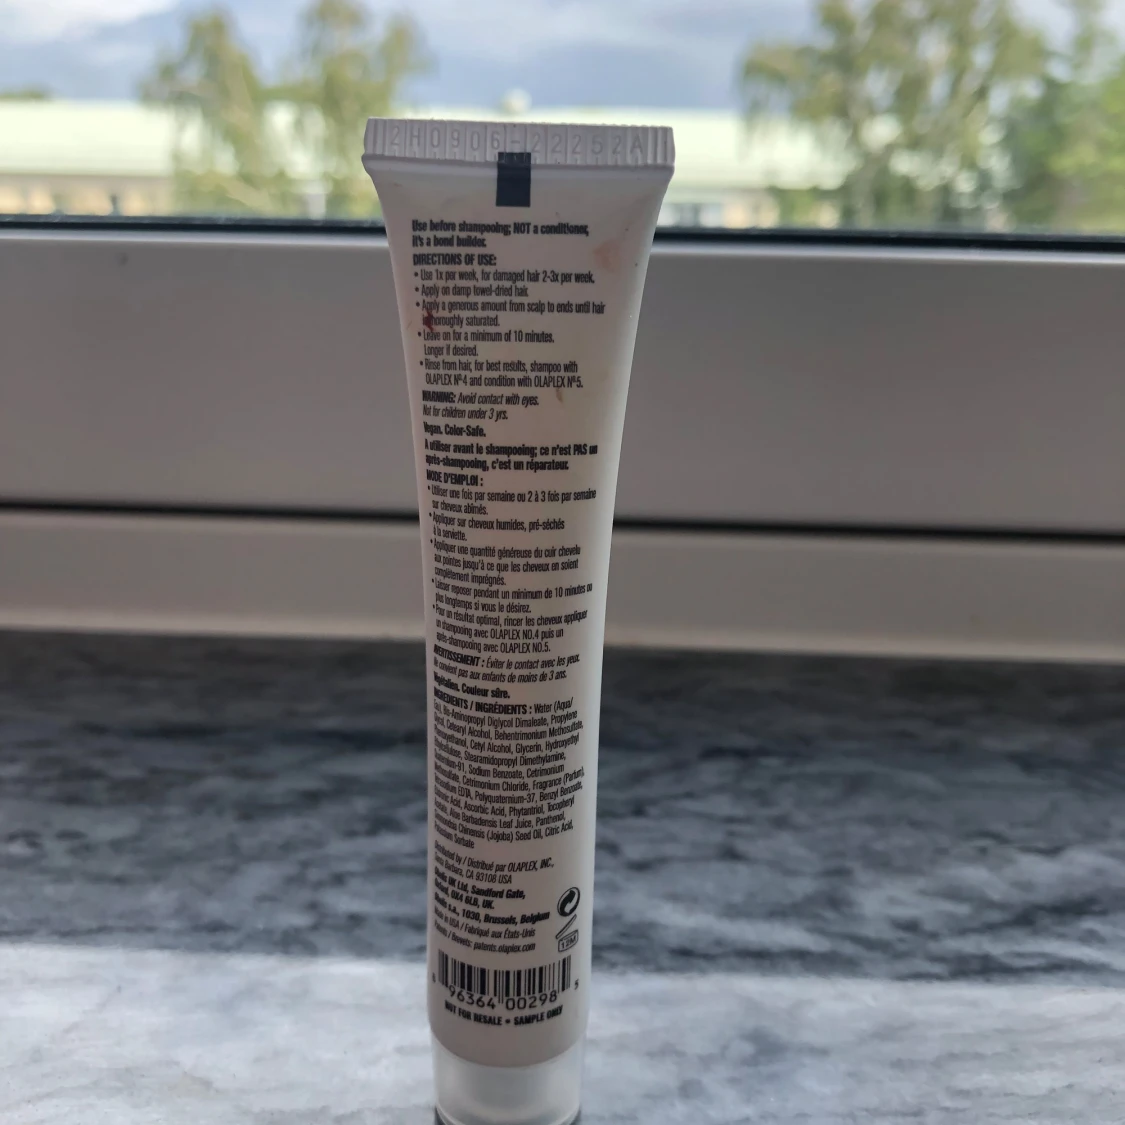 2H0906-22252A
Use before shampooing; NOT a conditioner,
it's a bond builder.
DIRECTIONS OF USE:
• Use 1x per week, for damaged hair 2-3x per week.
• Apply on damp towel-dried hair.
• Apply a generous amount from scalp to ends until hair
is thoroughly saturated.
• Leave on for a minimum of 10 minutes.
Longer if desired.
• Rinse from hair, for best results, shampoo with
OLAPLEX Nº4 and condition with OLAPLEX Nº5.
WARNING: Avoid contact with eyes.
Not for children under 3 yrs.
Vegan. Color-Safe.
A utiliser avant le shampooing; ce n'est PAS un
après-shampooing, c'est un réparateur.
MODE D'EMPLOI :
• Utiliser une fois par semaine ou 2 à 3 fois par semaine
sur cheveux abîmés.
• Appliquer sur cheveux humides, pré-séchés
à la serviette.
• Appliquer une quantité généreuse du cuir chevelu
aux pointes jusqu'à ce que les cheveux en soient
complètement imprégnés.
• Laisser reposer pendant un minimum de 10 minutes ou
plus longtemps si vous le désirez.
• Pour un résultat optimal, rincer les cheveux appliquer
un shampooing avec OLAPLEX NO.4 puis un
après-shampooing avec OLAPLEX NO.5.
AVERTISSEMENT : Éviter le contact avec les yeux.
Ne convient pas aux enfants de moins de 3 ans.
Végétalien. Couleur sûre.
INGREDIENTS / INGRÉDIENTS : Water (Aqua/
Eau), Bis-Aminopropyl Diglycol Dimaleate, Propylene
Glycol, Cetearyl Alcohol, Behentrimonium Methosulfate,
Phenoxyethanol, Cetyl Alcohol, Glycerin, Hydroxyethyl
Ethylcellulose, Stearamidopropyl Dimethylamine,
Quaternium-91, Sodium Benzoate, Cetrimonium
Methosulfate, Cetrimonium Chloride, Fragrance (Parfum),
Disodium EDTA, Polyquaternium-37, Benzyl Benzoate,
Ascorbic Acid, Phytantriol, Tocopheryl
Acetate, Aloe Barbadensis Leaf Juice, Panthenol,
Simmondsia Chinensis (Jojoba) Seed Oil, Citric Acid,
Potassium Sorbate
Distributed by / Distribué par OLAPLEX, INC.,
Santa Barbara, CA 93108 USA
UK Ltd, Sandford Gate,
Oxford, OX4 6LB, UK.
s.a., 1030, Brussels, Belgium
Made in USA / Fabriqué aux États-Unis
Patents / Brevets: patents.olaplex.com
12M
96364 00298 5
NOT FOR RESALE • SAMPLE ONLY